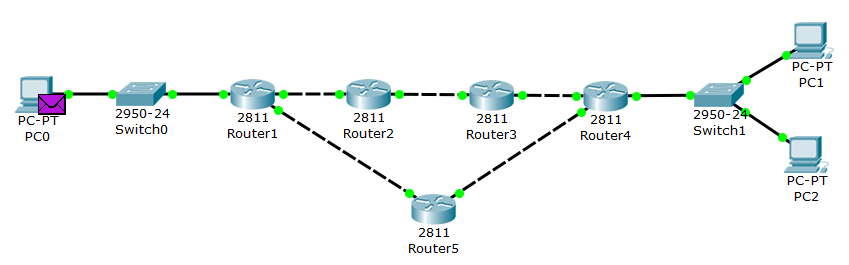 PC-PT
PC0
2950-24
Switch0
2811
Router1
2811
Router2
2811
Router3
2811
Router4
2950-24
Switch1
PC-PT
PC1
PC-PT
PC2
2811
Router5